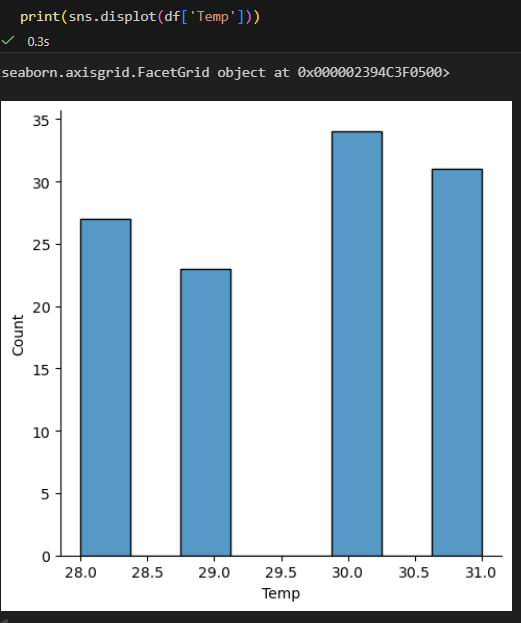 print(sns.displot(df['Temp']))
0.3s
seaborn.axisgrid.FacetGrid object at 0x000002394C3F0500>
35
30
25
20
15
10
5
0
Count
28.0 28.5 29.0 29.5 30.0 30.5 31.0
Temp